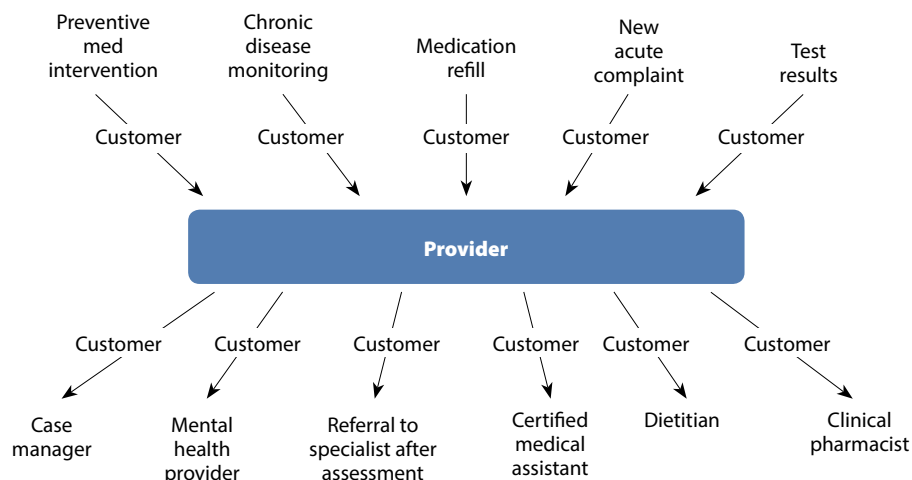 Preventive
med
intervention
Chronic
disease
monitoring
Medication
refill
New
acute
complaint
Test
results
Customer
Customer
Customer
Customer
Customer
Provider
Customer
Customer
Customer
Customer
Customer
Customer
Case
manager
Mental
health
provider
Referral to
specialist after
assessment
Certified
medical
assistant
Dietitian
Clinical
pharmacist